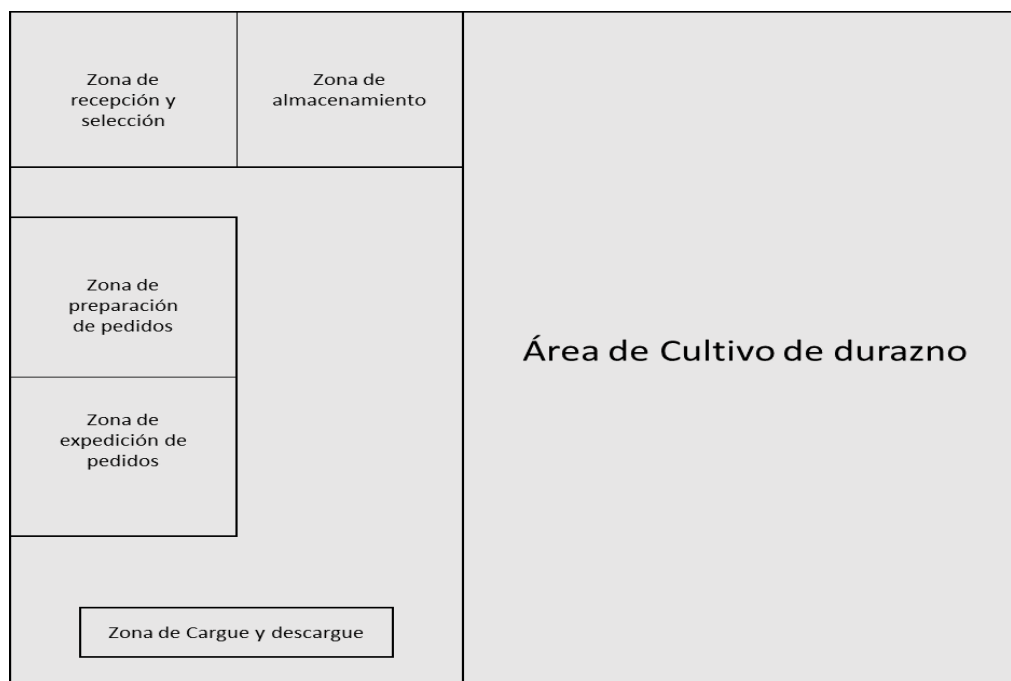 Zona de
recepción y
selección
Zona de
almacenamiento
Zona de
preparación
de pedidos
Área de Cultivo de durazno
Zona de
expedición de
pedidos
Zona de Cargue y descargue